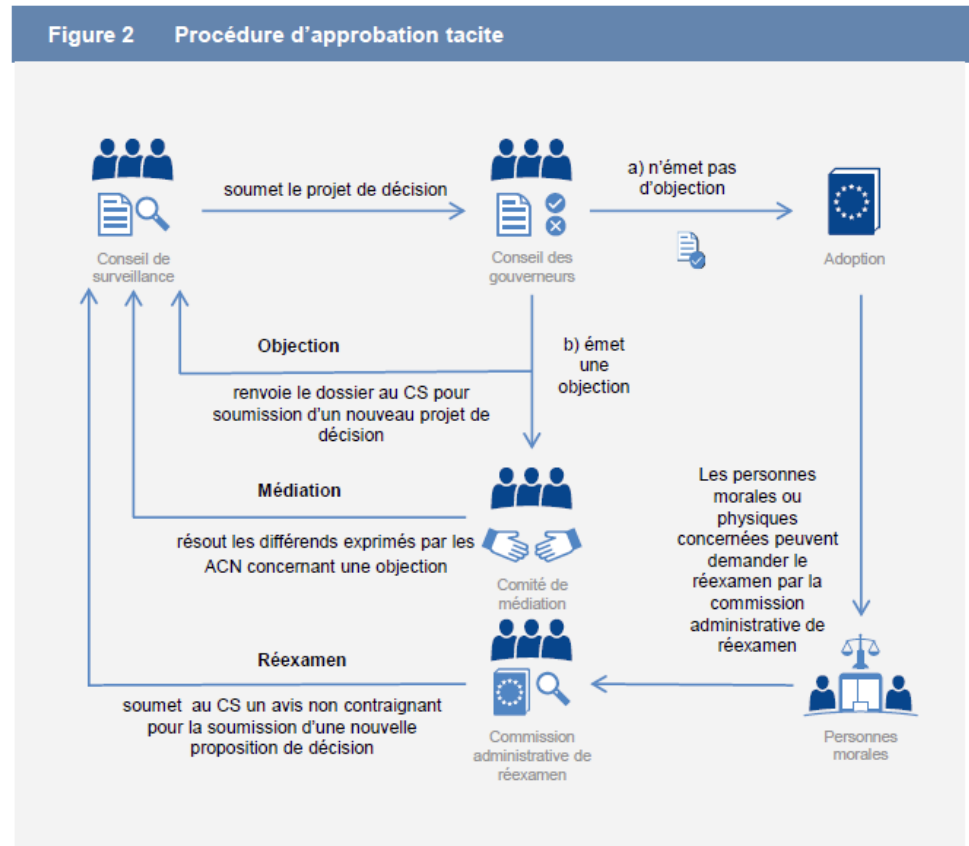 Figure 2 Procédure d'approbation tacite
soumet le projet de décision
a) n'émet pas
d'objection
Conseil de
surveillance
Conseil des
gouverneurs
Adoption
Objection
b) émet
une
objection
renvoie le dossier au CS pour
soumission d'un nouveau projet de
décision
Médiation
résout les différends exprimés par les
ACN concernant une objection
Comité de
médiation
Les personnes
morales ou
physiques
concernées peuvent
demander le
réexamen par la
commission
administrative de
réexamen
Réexamen
soumet au CS un avis non contraignant
pour la soumission d'une nouvelle
proposition de décision
Commission
administrative de
réexamen
Personnes
morales